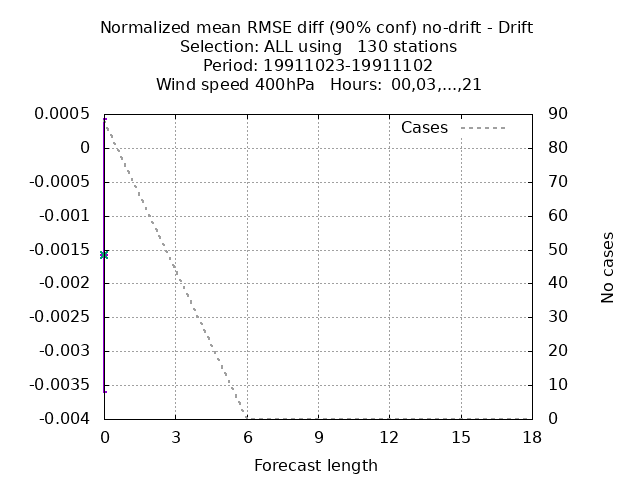 Normalized mean RMSE diff (90% conf) no-drift - Drift
Selection: ALL using   130 stations
Period: 19911023-19911102
Wind speed 400hPa   Hours:  00,03,...,21
Cases
0.0005
0
-0.0005
-0.001
-0.0015
-0.002
-0.0025
-0.003
-0.0035
-0.004
90
80
70
60
50
40
30
20
10
0
No cases
0 3 6 9 12 15 18
Forecast length